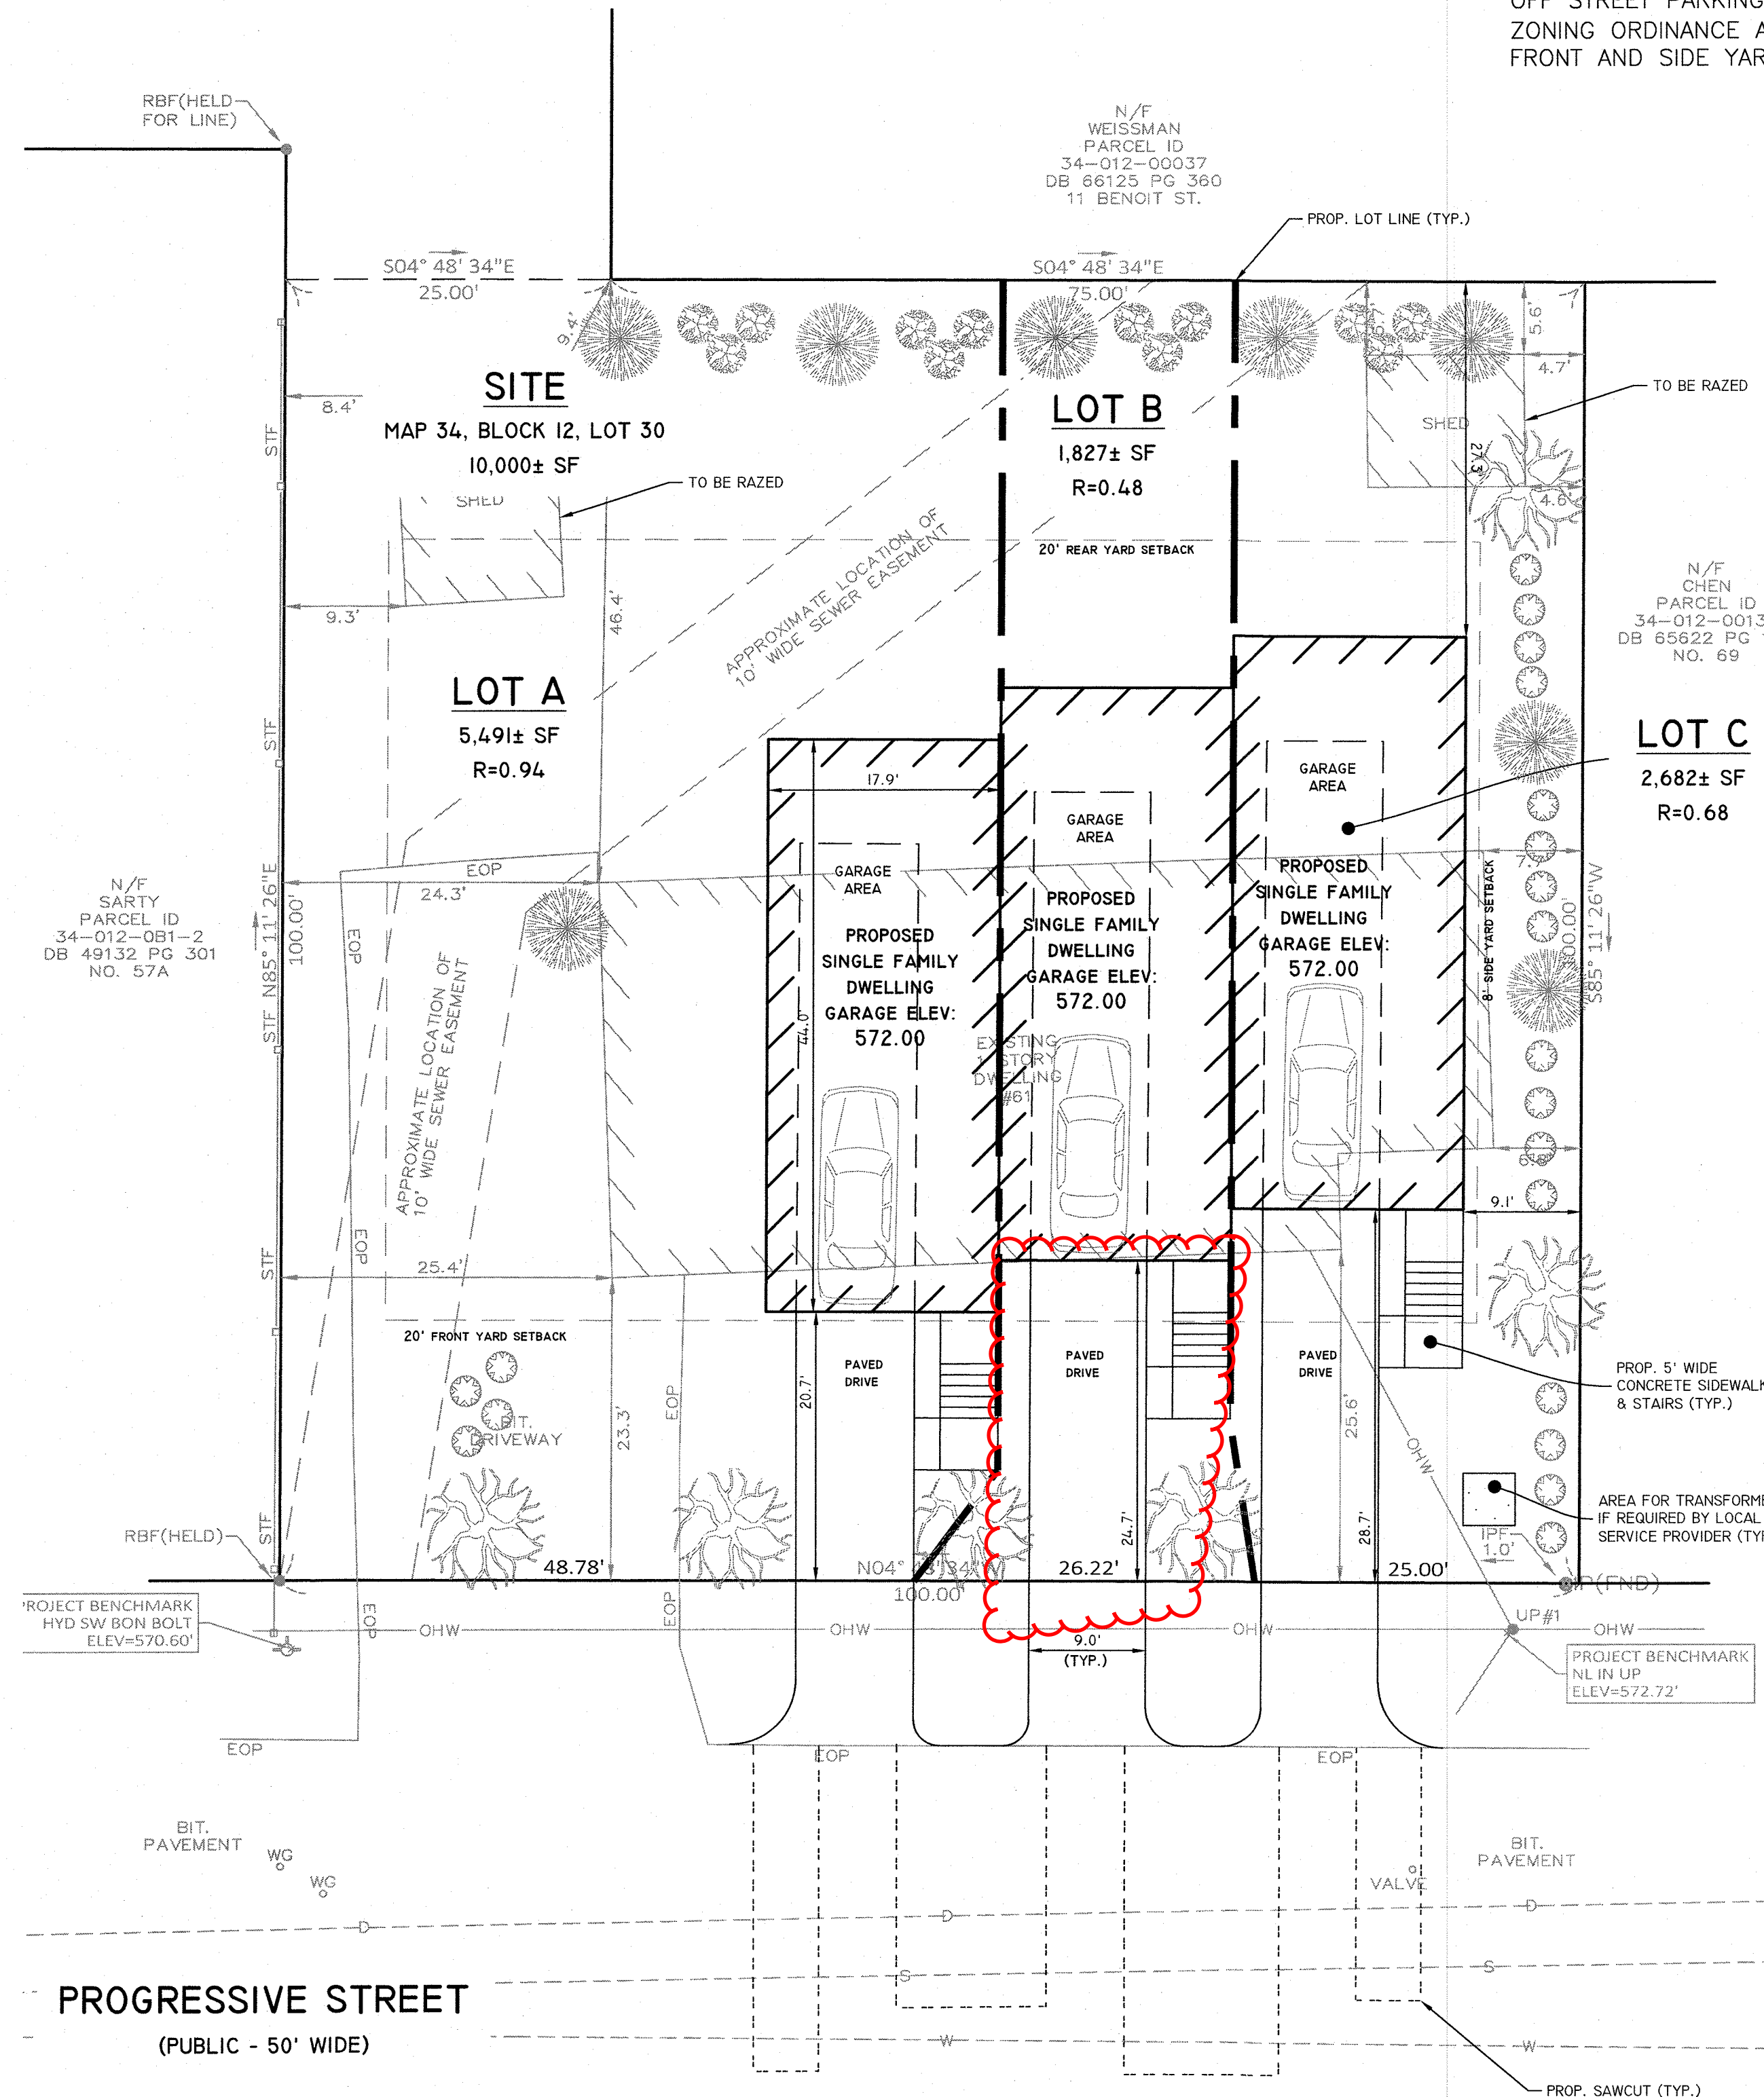 OFF STREET PARKING
ZONING ORDINANCE A
FRONT AND SIDE YAR
RBF(HELD
FOR LINE)
N/F
WEISSMAN
PARCEL ID
34-012-00037
DB 66125 PG 360
11 BENOIT ST.
PROP. LOT LINE (TYP.)
S04° 48' 34"E
25.00'
S04° 48' 34"E
75.00'
9.4'
5.6'
4.7'
8.4'
SITE
MAP 34, BLOCK 12, LOT 30
10,000± SF
SHED
TO BE RAZED
LOT B
1,827± SF
R=0.48
SHED
27.3'
4.6'
TO BE RAZED
STF
20' REAR YARD SETBACK
APPROXIMATE LOCATION OF
10' WIDE SEWER EASEMENT
9.3'
46.4'
N/F
CHEN
PARCEL ID
34-012-0013
DB 65622 PG
NO. 69
LOT A
5,491± SF
R=0.94
STF
LOT C
2,682± SF
R=0.68
17.9'
GARAGE
AREA
GARAGE
AREA
GARAGE
AREA
EOP
24.3'
7.7'
N/F
SARTY
PARCEL ID
34-012-0B1-2
DB 49132 PG 301
NO. 57A
N85° 11' 26"E
100.00'
STF
EOP
APPROXIMATE LOCATION OF
10' WIDE SEWER EASEMENT
PROPOSED
SINGLE FAMILY
DWELLING
GARAGE ELEV:
572.00
44.0'
PROPOSED
SINGLE FAMILY
DWELLING
GARAGE ELEV:
572.00
EXISTING
1 STORY
DWELLING
#61
PROPOSED
SINGLE FAMILY
DWELLING
GARAGE ELEV:
572.00
8' SIDE YARD SETBACK
S85° 11' 26"W
100.00'
9.1'
EOP
STF
25.4'
20' FRONT YARD SETBACK
BIT.
DRIVEWAY
23.3'
EOP
20.7'
PAVED
DRIVE
PAVED
DRIVE
24.7'
PAVED
DRIVE
25.6'
28.7'
OHW
PROP. 5' WIDE
CONCRETE SIDEWALK
& STAIRS (TYP.)
AREA FOR TRANSFORME
IF REQUIRED BY LOCAL
SERVICE PROVIDER (TYP
IPF
1.0'
STF
RBF(HELD)
48.78'
100.00'
26.22'
25.00'
(FND)
PROJECT BENCHMARK
HYD SW BON BOLT
ELEV=570.60'
EOP
OHW
EOP
OHW
9.0'
(TYP.)
OHW
UP#1
OHW
PROJECT BENCHMARK
NL IN UP
ELEV=572.72'
EOP
EOP
EOP
BIT.
PAVEMENT
WG
WG
BIT.
PAVEMENT
VALVE
D
D
D
S
S
W
W
PROGRESSIVE STREET
(PUBLIC - 50' WIDE)
PROP. SAWCUT (TYP.)